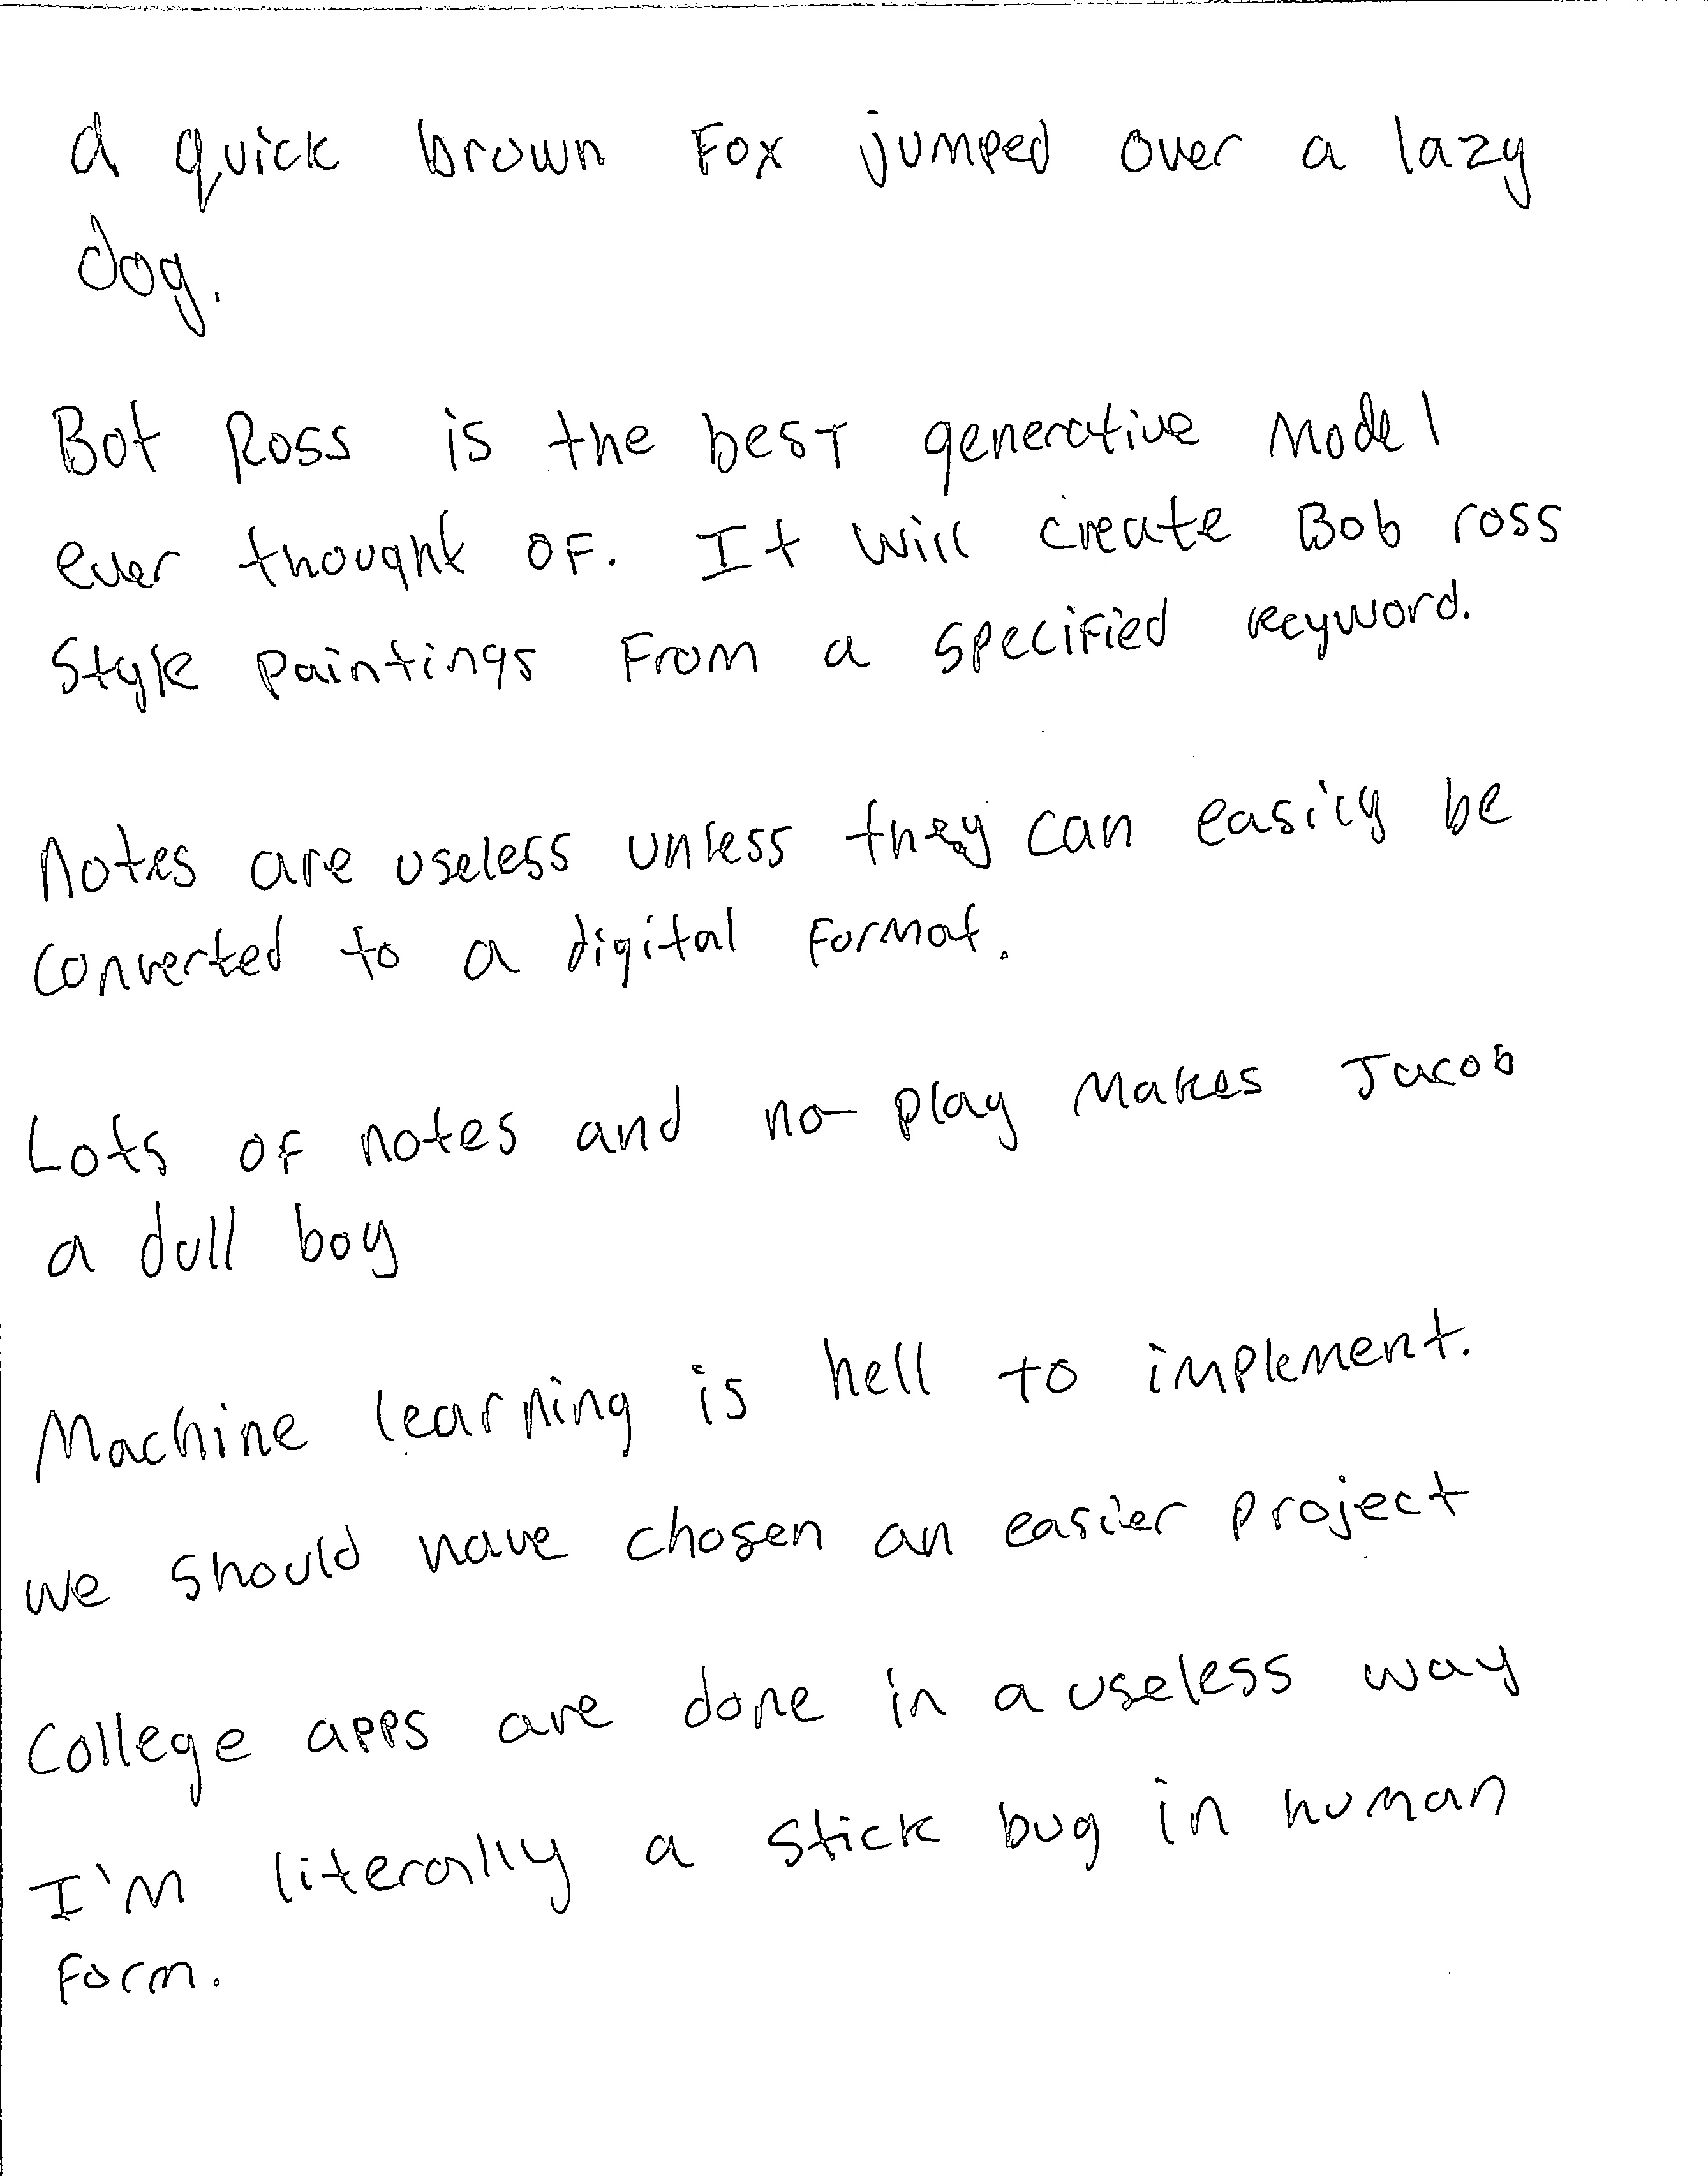 a quick brown Fox jumped over a lazy
dog.
Bot Ross is the best generative Model
ever thought of. It will create Bob ross
Style paintings From a specified keyword.
Notes are useless unless they can easily be
converted to a digital format.
Lots of notes and no play makes Jacob
a dull boy
Machine learning is hell to implement.
we should have chosen an easier project
College apps are done in a useless way
I'm literally a stick bug in human
Form.